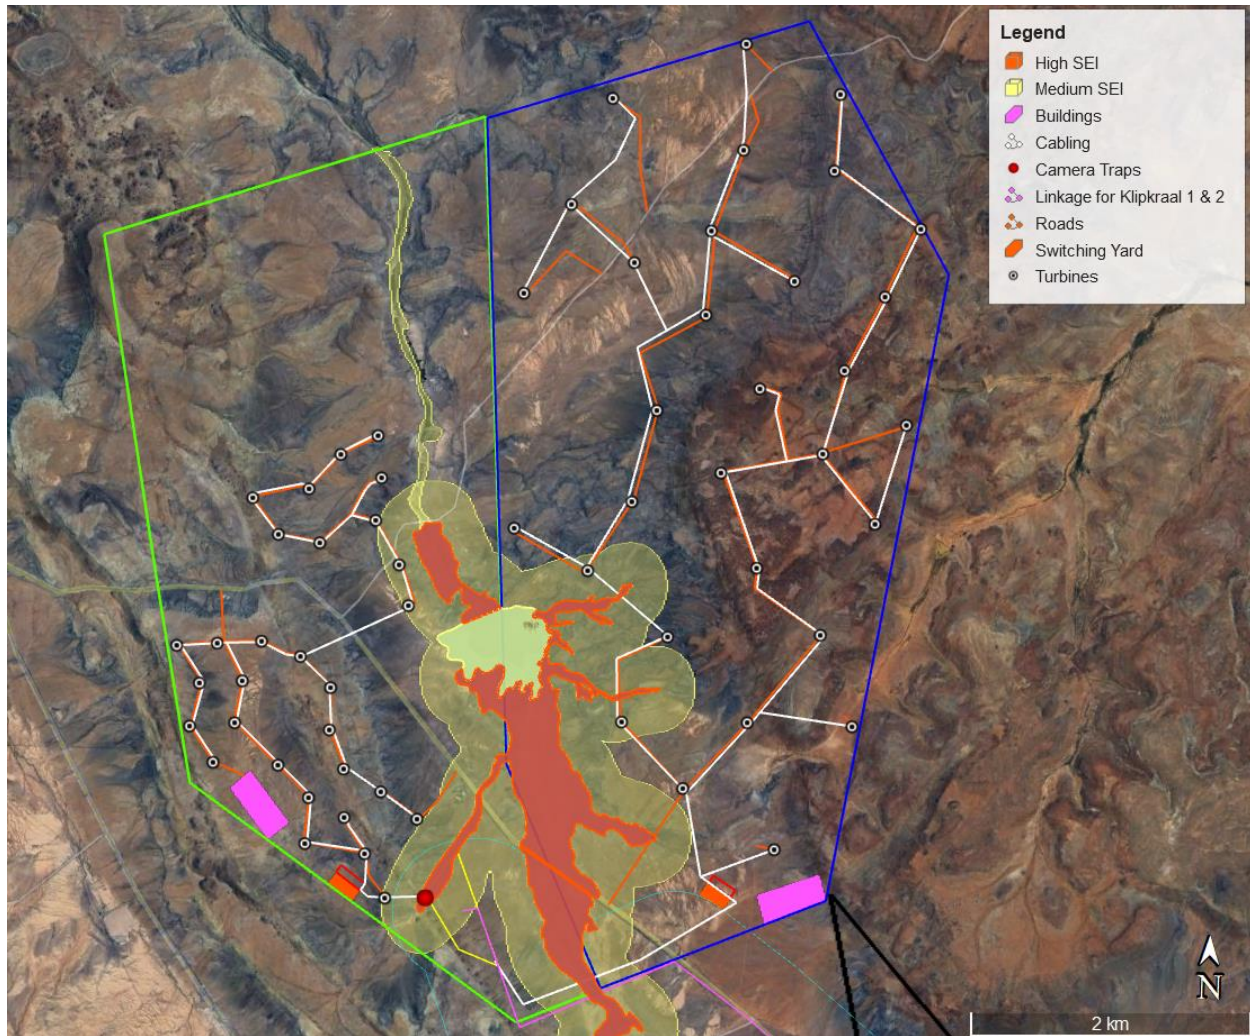 Legend
High SEI
Medium SEI
Buildings
Cabling
Camera Traps
Linkage for Klipkraal 1 & 2
Roads
Switching Yard
Turbines
N
2 km